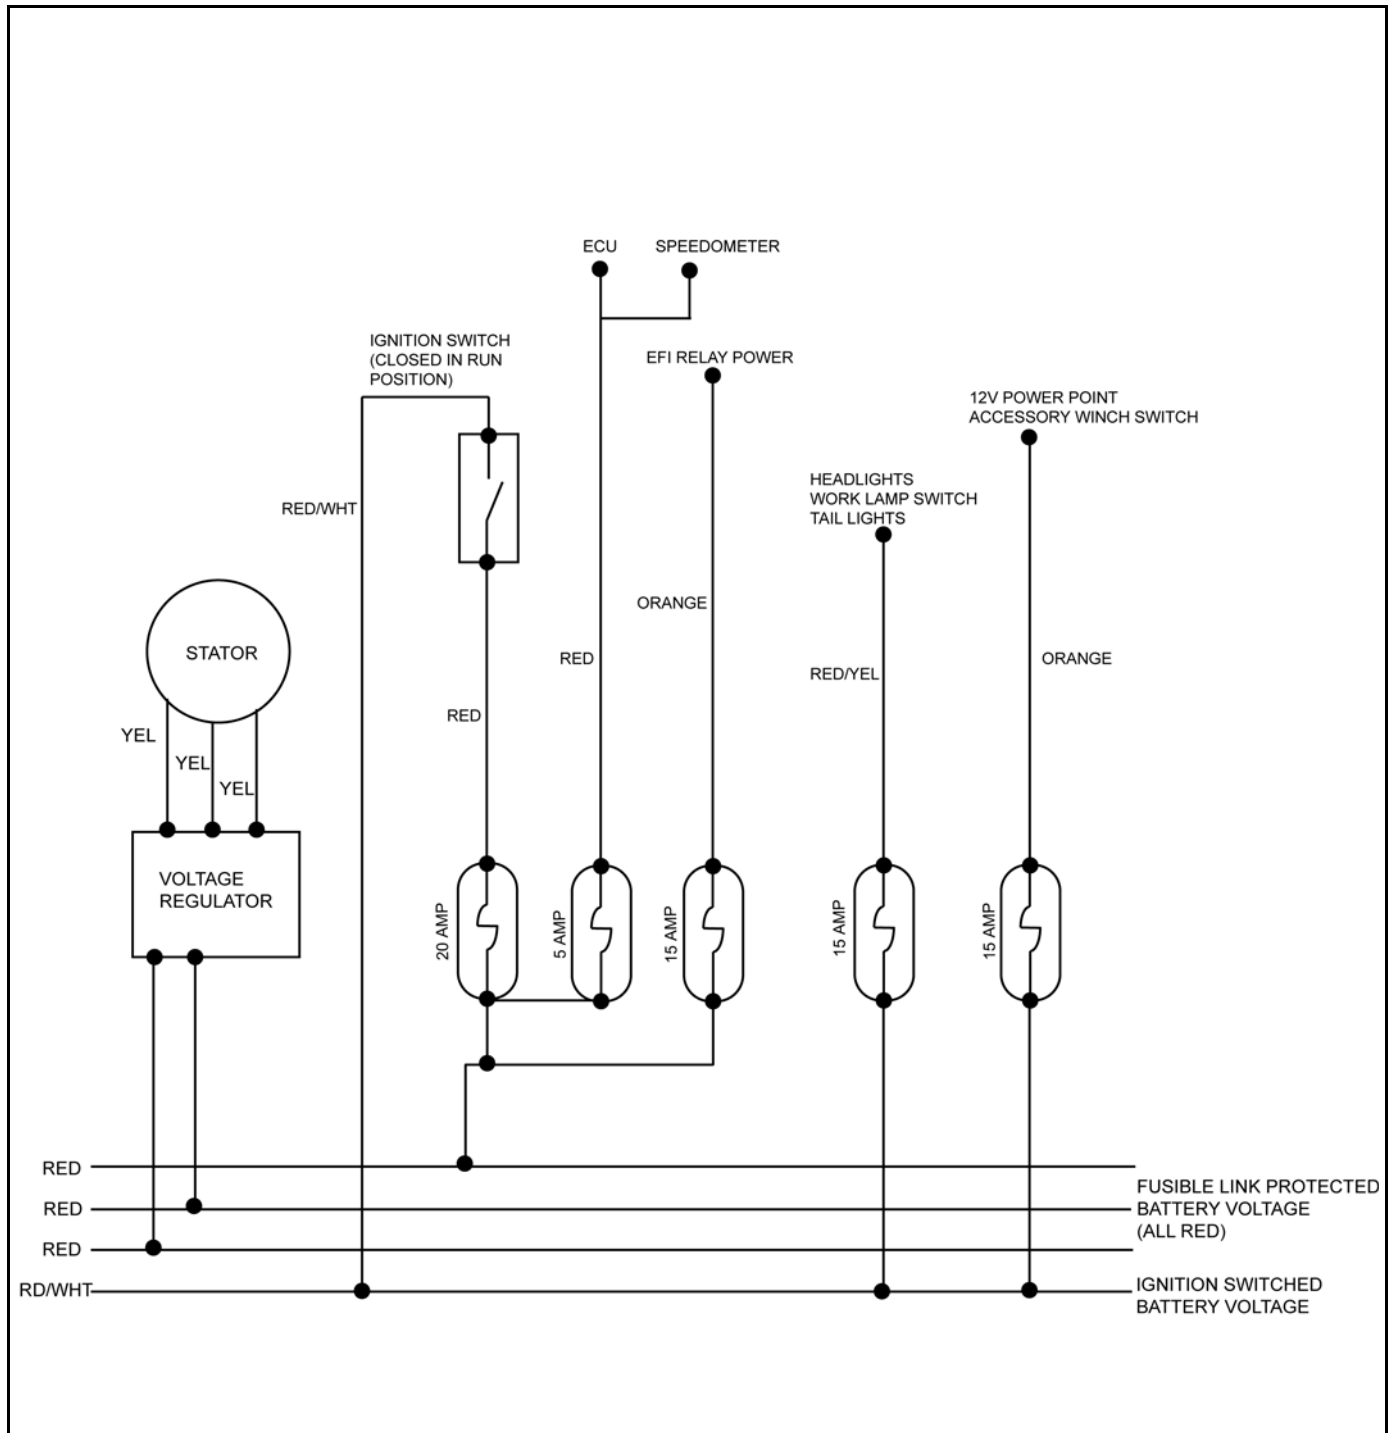 ECU
SPEEDOMETER
IGNITION SWITCH
(CLOSED IN RUN
POSITION)
EFI RELAY POWER
12V POWER POINT
ACCESSORY WINCH SWITCH
HEADLIGHTS
WORK LAMP SWITCH
TAIL LIGHTS
RED/WHT
ORANGE
STATOR
RED
RED/YEL
ORANGE
RED
YEL
YEL
YEL
VOLTAGE
REGULATOR
20 AMP
5 AMP
15 AMP
15 AMP
15 AMP
RED
RED
RED
RD/WHT
FUSIBLE LINK PROTECTED
BATTERY VOLTAGE
(ALL RED)
IGNITION SWITCHED
BATTERY VOLTAGE